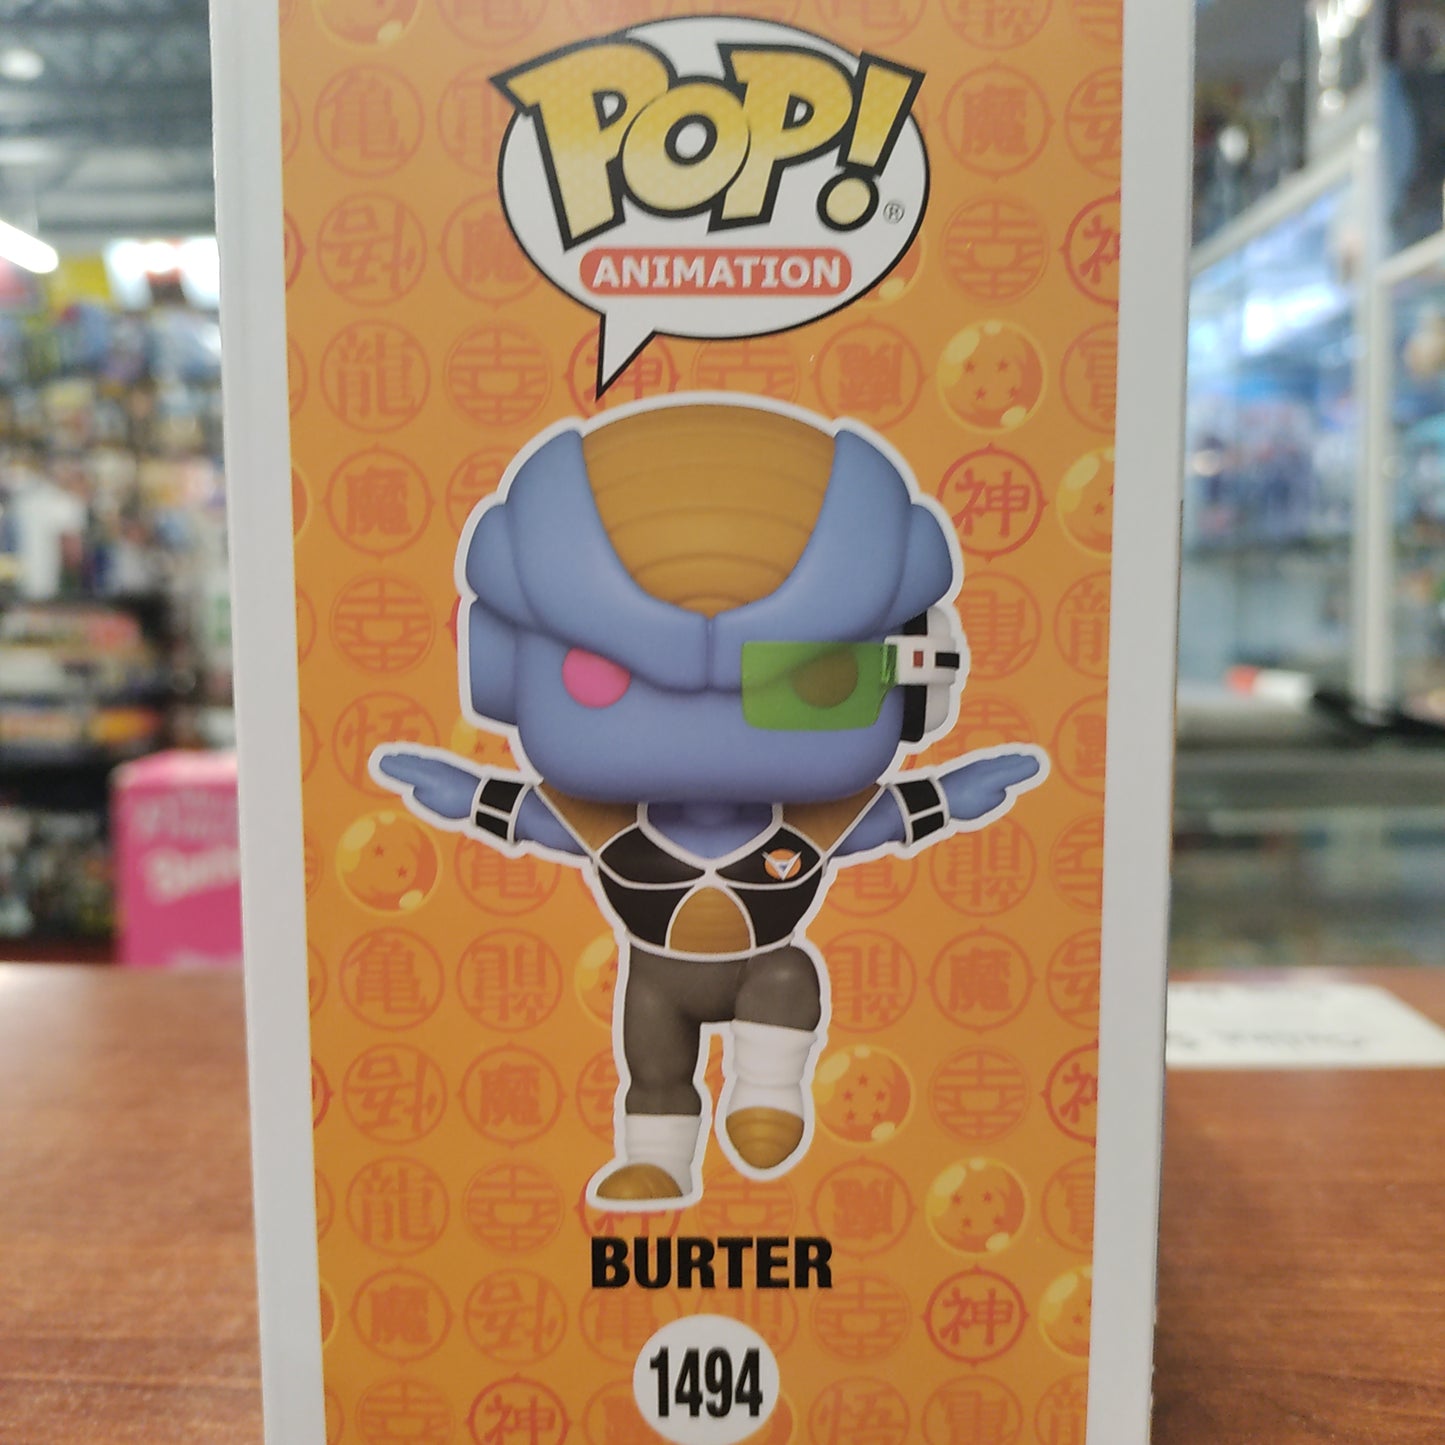 POP!
®
ANIMATION
BURTER
1494